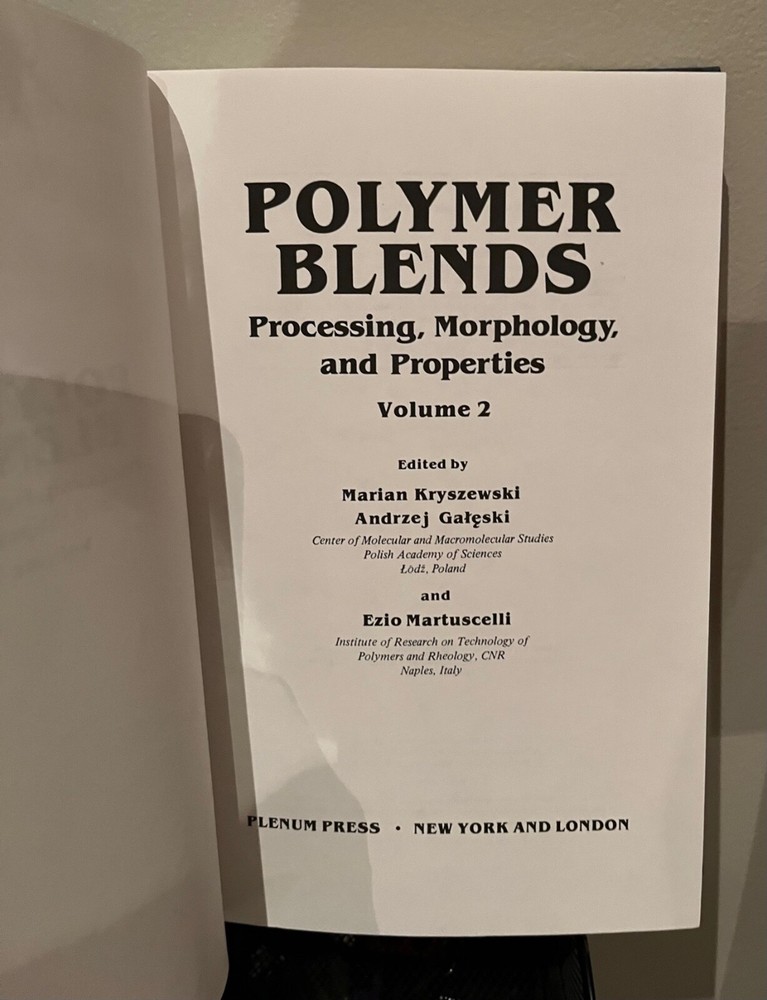 POLYMER
BLENDS
Processing, Morphology,
and Properties
Volume 2
Edited by
Marian Kryszewski
Andrzej Gałęski
Center of Molecular and Macromolecular Studies
Polish Academy of Sciences
Łódź, Poland
and
Ezio Martuscelli
Institute of Research on Technology of
Polymers and Rheology, CNR
Naples, Italy
PLENUM PRESS • NEW YORK AND LONDON